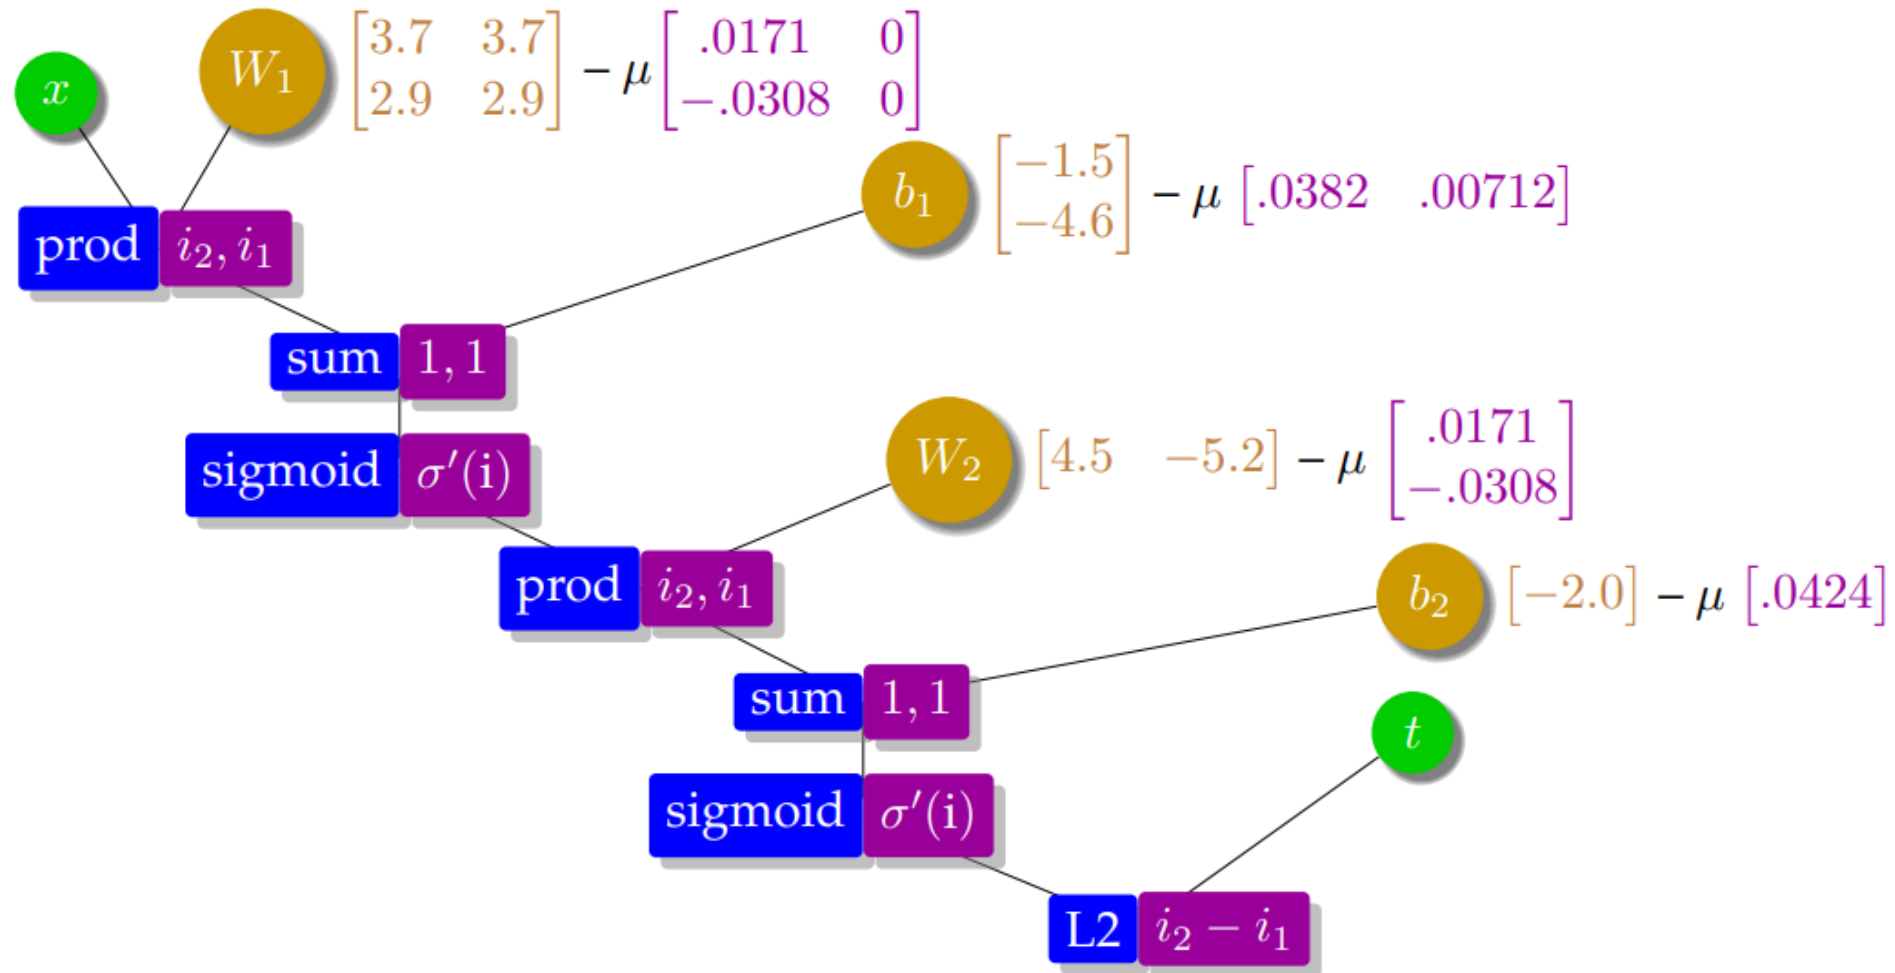 x W₁ [3.7 3.7; 2.9 2.9] − μ [.0171 0; −.0308 0]
b₁ [−1.5; −4.6] − μ [.0382 .00712]
prod i₂, i₁
sum 1, 1
sigmoid σ′(i)
W₂ [4.5 −5.2] − μ [.0171; −.0308]
prod i₂, i₁
b₂ [−2.0] − μ [.0424]
sum 1, 1
t
sigmoid σ′(i)
L2 i₂ − i₁